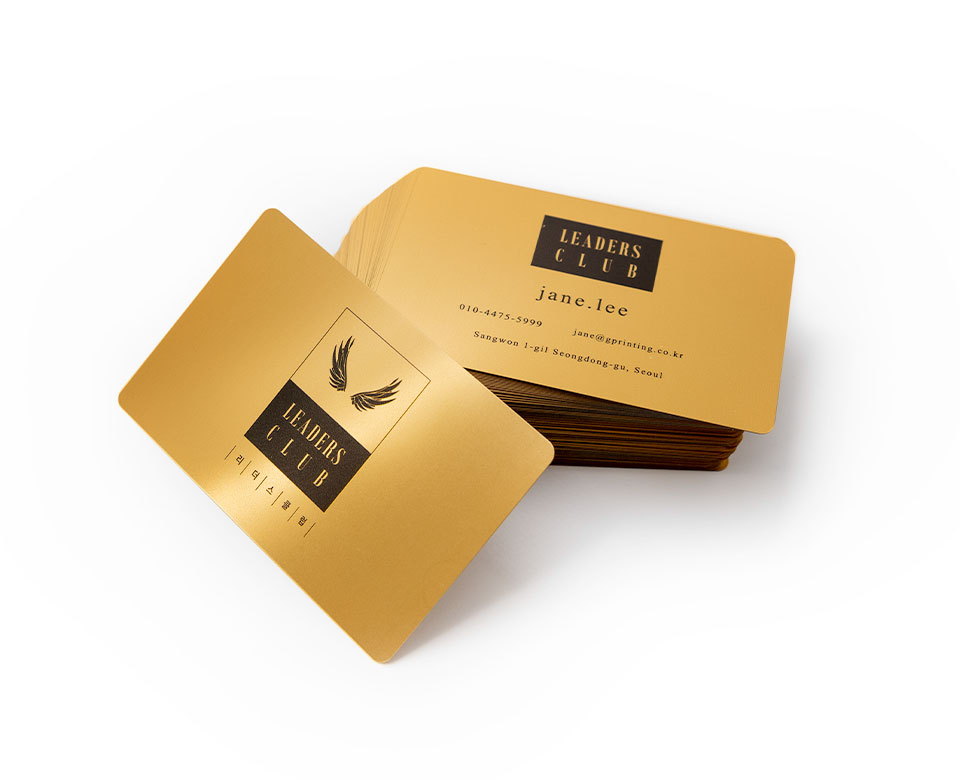 LEADERS
CLUB
리더스클럽
LEADERS
CLUB
jane.lee
010-4475-5999 jane@gprinting.co.kr
Sangwon 1-gil Seongdong-gu, Seoul